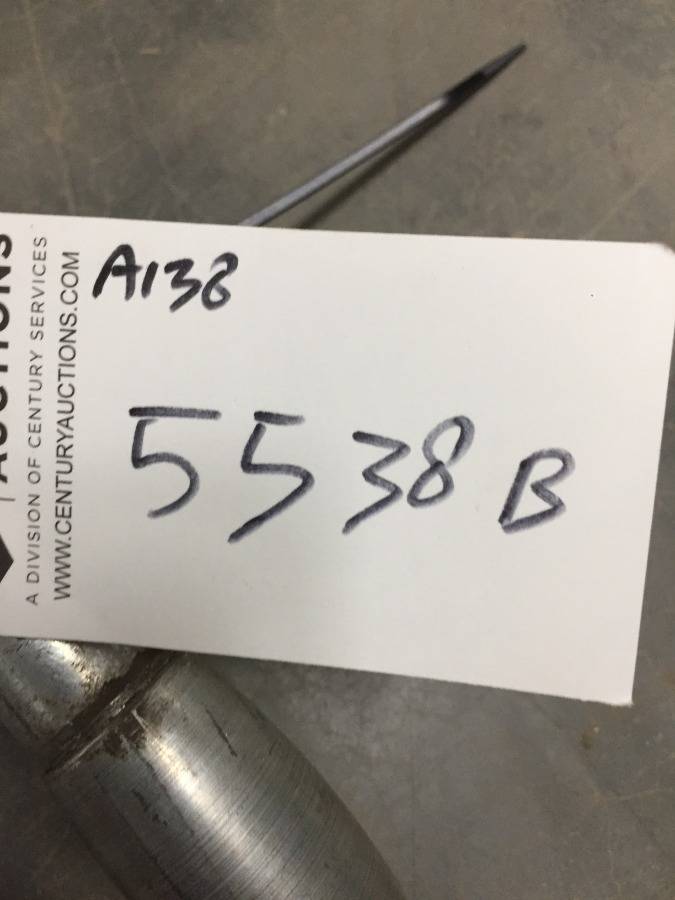 A138
5538 B
AUCTIONS
A DIVISION OF CENTURY SERVICES
WWW.CENTURYAUCTIONS.COM